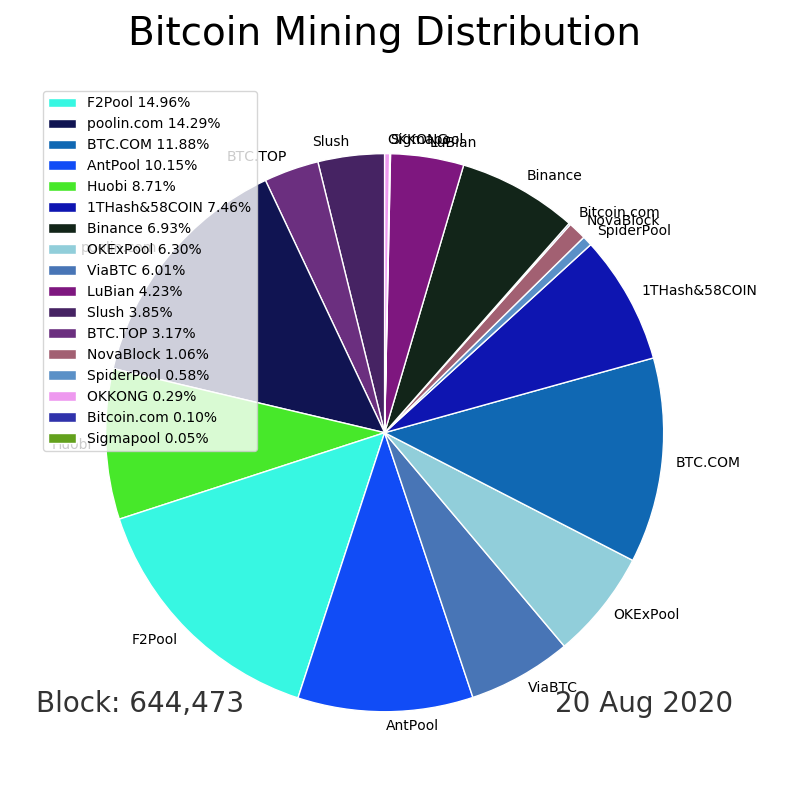 Bitcoin Mining Distribution
F2Pool 14.96%
poolin.com 14.29%
BTC.COM 11.88%
AntPool 10.15%
Huobi 8.71%
1THash&58COIN 7.46%
Binance 6.93%
OKExPool 6.30%
ViaBTC 6.01%
LuBian 4.23%
Slush 3.85%
BTC.TOP 3.17%
NovaBlock 1.06%
SpiderPool 0.58%
OKKONG 0.29%
Bitcoin.com 0.10%
Sigmapool 0.05%
OKKONG
Sigmapool
LuBian
Slush
BTC.TOP
Binance
Bitcoin.com
NovaBlock
SpiderPool
1THash&58COIN
Huobi
BTC.COM
OKExPool
F2Pool
ViaBTC
AntPool
Block: 644,473
20 Aug 2020